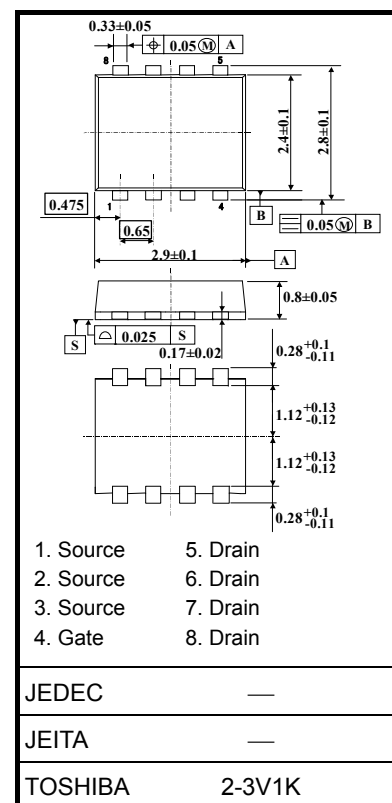 0.33±0.05
⌖ 0.05 Ⓜ A
8 5
2.4±0.1
2.8±0.1
0.475
1 4
B
0.05 Ⓜ B
0.65
2.9±0.1
A
0.8±0.05
S
⌓ 0.025 S
0.17±0.02
0.28 +0.1 -0.11
1.12 +0.13 -0.12
1.12 +0.13 -0.12
0.28 +0.1 -0.11
1. Source 5. Drain
2. Source 6. Drain
3. Source 7. Drain
4. Gate 8. Drain
JEDEC —
JEITA —
TOSHIBA 2-3V1K